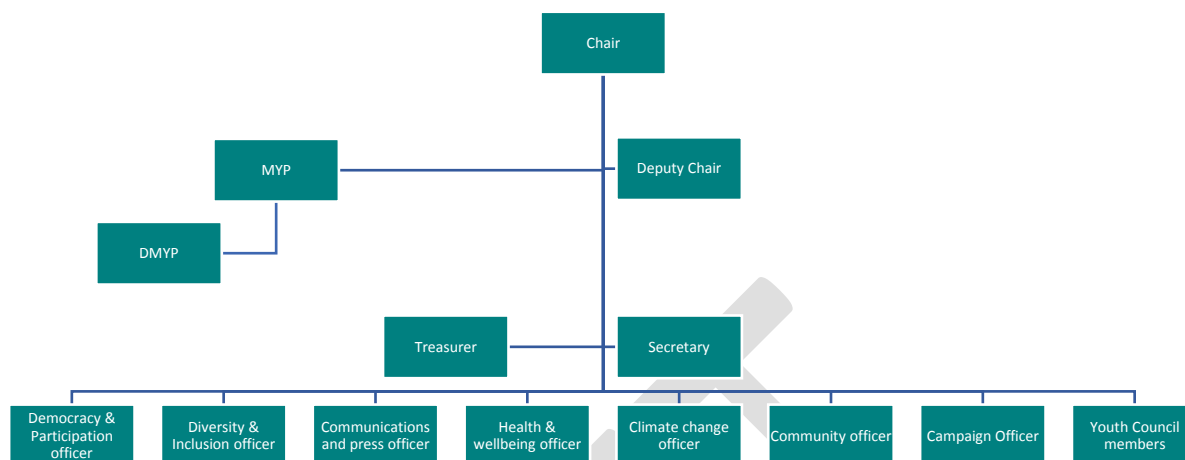 Chair
MYP
Deputy Chair
DMYP
Treasurer
Secretary
Democracy &
Participation
officer
Diversity &
Inclusion officer
Communications
and press officer
Health &
wellbeing officer
Climate change
officer
Community officer
Campaign Officer
Youth Council
members